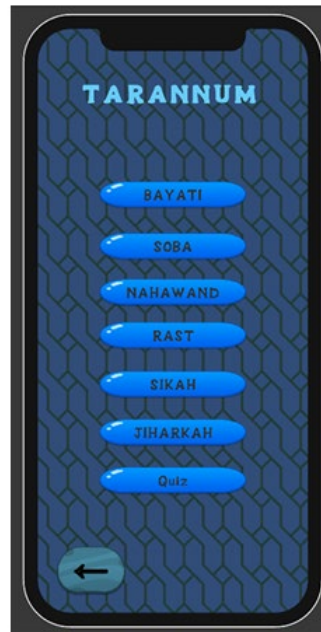 TARANNUM
BAYATI
SOBA
NAHAWAND
RAST
SIKAH
JIHARKAH
Quiz